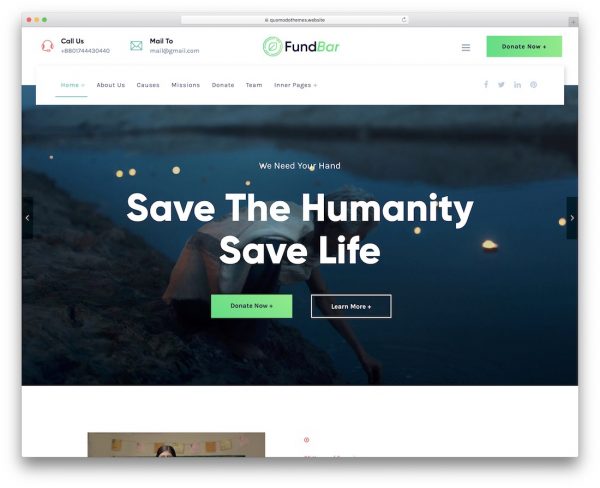 quomodothemes.website
Call Us
+8801744430440
Mail To
mail@gmail.com
FundBar
Donate Now +
Home +
About Us
Causes
Missions
Donate
Team
Inner Pages +
We Need Your Hand
Save The Humanity
Save Life
Donate Now +
Learn More +